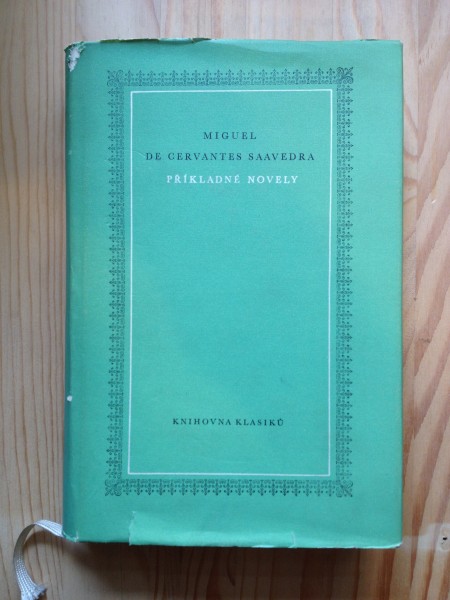 MIGUEL
DE CERVANTES SAAVEDRA
PŘÍKLADNÉ NOVELY
KNIHOVNA KLASIKŮ